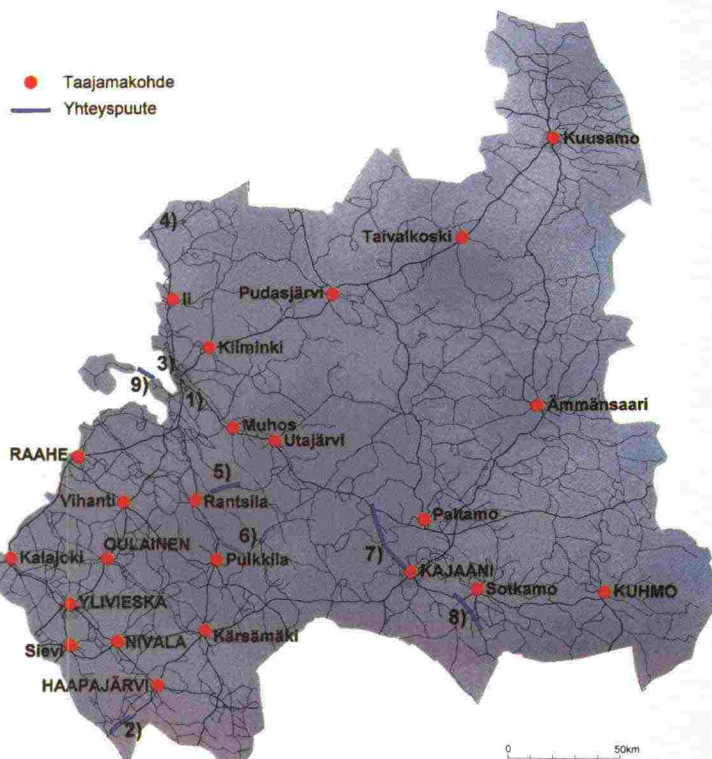 Taajamakohde
Yhteyspuute
Kuusamo
4)
Taivalkoski
Pudasjärvi
Ii
Kiiminki
3)
9)
1)
Ämmänsaari
Muhos
Utajärvi
RAAHE
5)
Vihanti
Rantsila
Paltamo
6)
OULAINEN
Kalajoki
Pulkkila
7)
KAJAANI
Sotkamo
KUHMO
YLIVIESKA
8)
Kärsämäki
Sievi
NIVALA
HAAPAJÄRVI
2)
0 50km